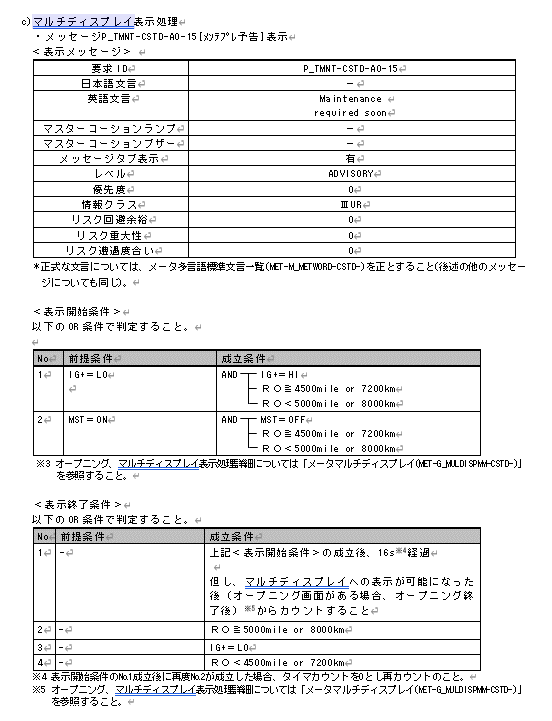 c)マルチディスプレイ表示処理
・メッセージP_TMNT-CSTD-A0-15[ﾒﾝﾃﾅﾌﾟﾚ予告]表示
<表示メッセージ>
要求ID P_TMNT-CSTD-A0-15
日本語文言 －
英語文言 Maintenance
required soon
マスターコーションランプ －
マスターコーションブザー －
メッセージタブ表示 有
レベル ADVISORY
優先度 0
情報クラス ⅢUR
リスク回避余裕 0
リスク重大性 0
リスク遭遇度合い 0
*正式な文言については、メータ多言語標準文言一覧(MET-M_METWORD-CSTD-)を正とすること(後述の他のメッセー
ジについても同じ)。
<表示開始条件>
以下のOR条件で判定すること。
No 前提条件 成立条件
1 IG+=LO AND IG+=HI
RO≧4500mile or 7200km
RO<5000mile or 8000km
2 MST=ON AND MST=OFF
RO≧4500mile or 7200km
RO<5000mile or 8000km
※3 オープニング、マルチディスプレイ表示処理範囲については「メータマルチディスプレイ(MET-G_MULDISPMM-CSTD-)」
を参照すること。
<表示終了条件>
以下のOR条件で判定すること。
No 前提条件 成立条件
1 - 上記<表示開始条件>の成立後、16s※4経過
但し、マルチディスプレイへの表示が可能になった
後(オープニング画面がある場合、オープニング終
了後)※5からカウントすること
2 - RO≧5000mile or 8000km
3 - IG+=LO
4 - RO<4500mile or 7200km
※4 表示開始条件のNo.1成立後に再度No.2が成立した場合、タイマカウントを0とし再カウントのこと。
※5 オープニング、マルチディスプレイ表示処理範囲については「メータマルチディスプレイ(MET-G_MULDISPMM-CSTD-)」
を参照すること。